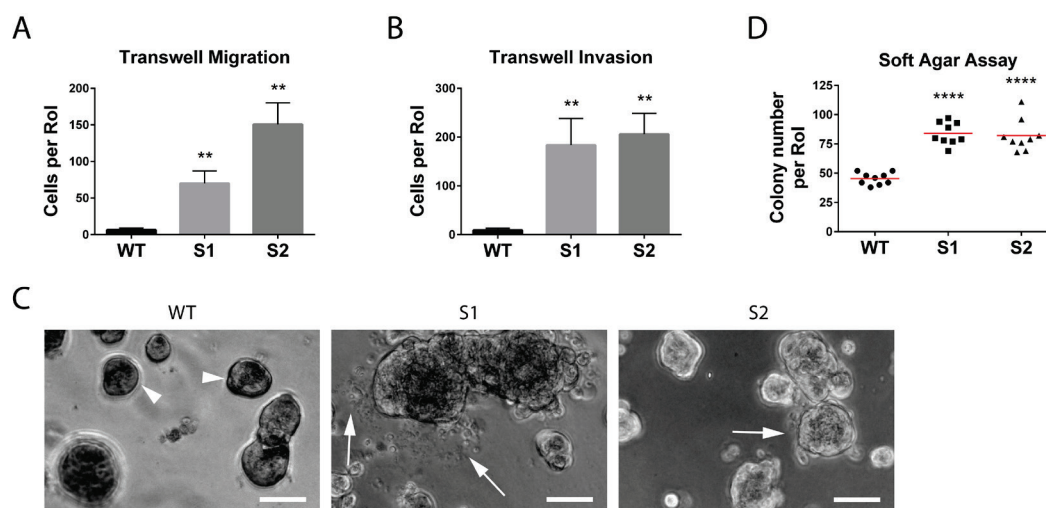 A
Transwell Migration
Cells per RoI
200
150
100
50
0
**
**
WT
S1
S2
B
Transwell Invasion
Cells per RoI
300
200
100
0
**
**
WT
S1
S2
D
Soft Agar Assay
Colony number
per RoI
125
100
75
50
25
0
****
****
WT
S1
S2
C
WT
S1
S2